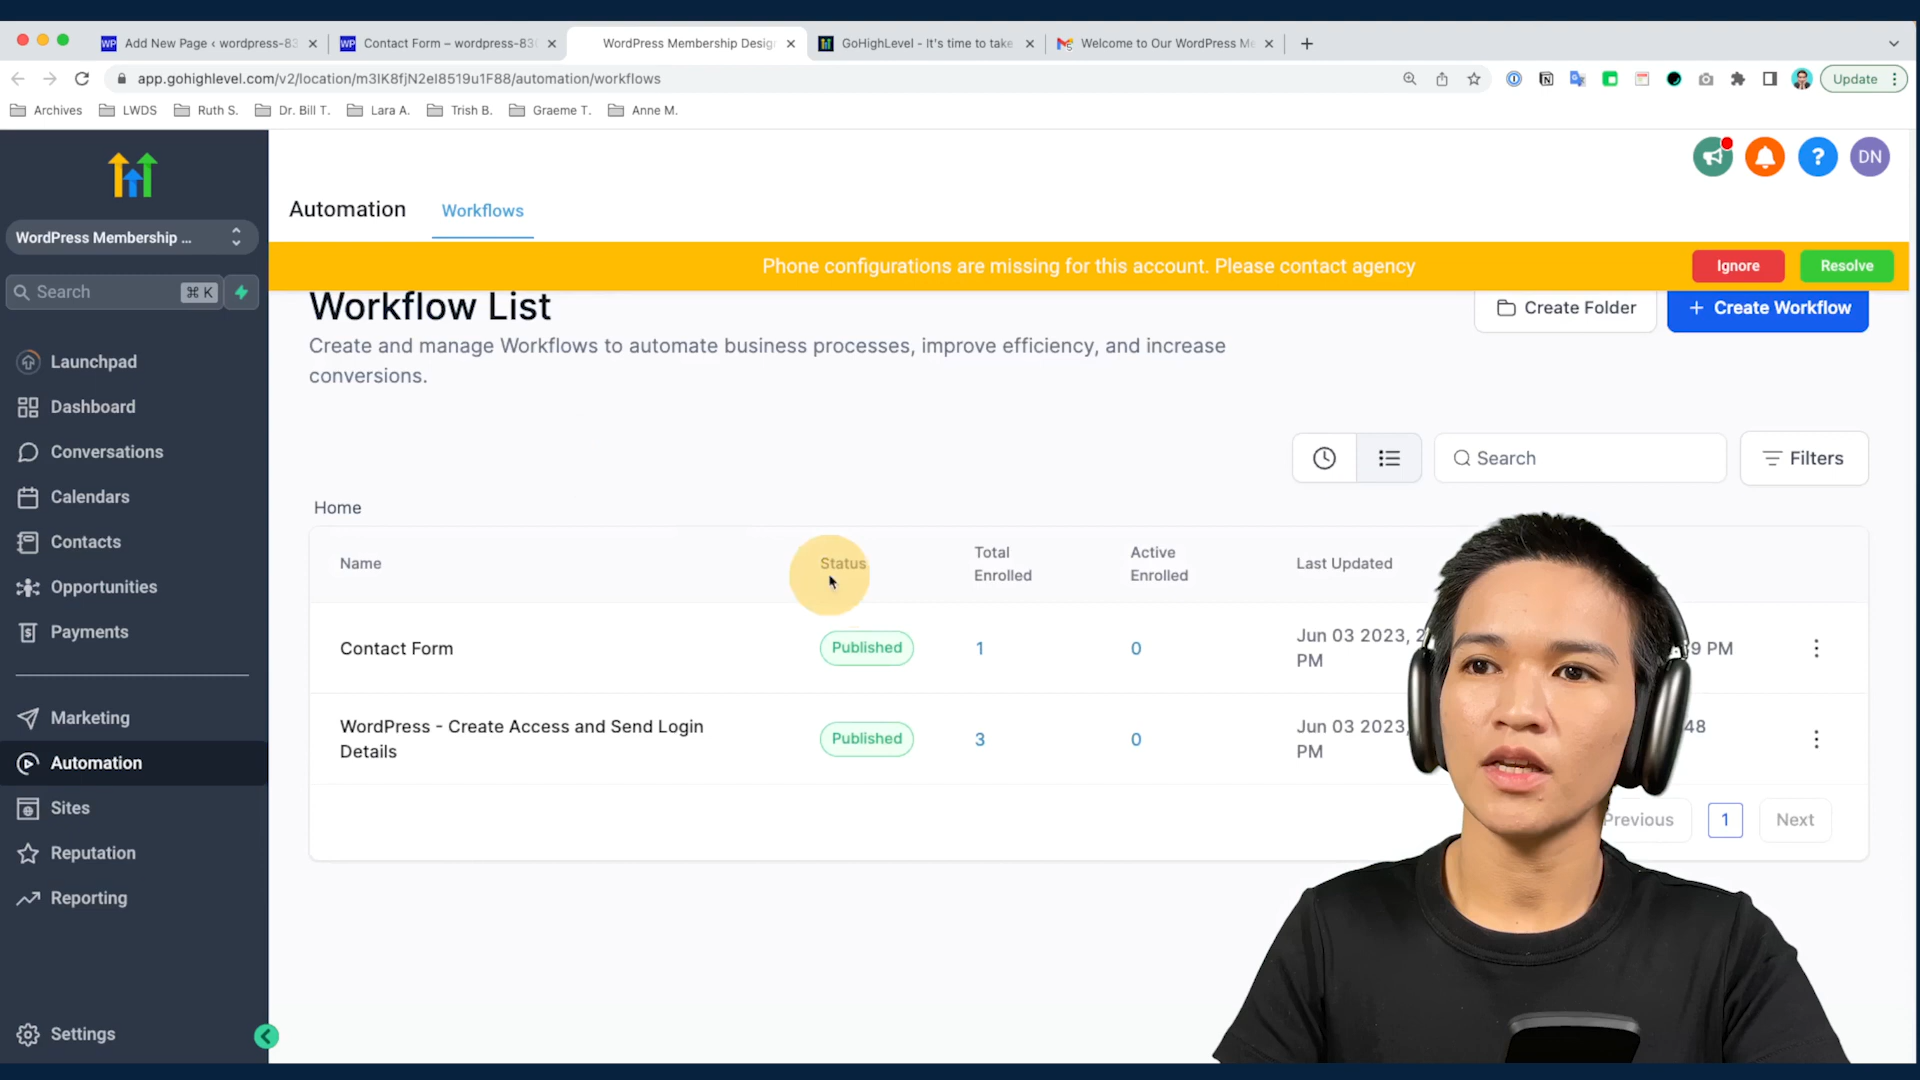 Add New Page ‹ wordpress-83
Contact Form – wordpress-83
WordPress Membership Desig
GoHighLevel - It's time to take
Welcome to Our WordPress Me
app.gohighlevel.com/v2/location/m3IK8fjN2eI8519u1F88/automation/workflows
Update
Archives
LWDS
Ruth S.
Dr. Bill T.
Lara A.
Trish B.
Graeme T.
Anne M.
DN
Automation
Workflows
WordPress Membership ...
Phone configurations are missing for this account. Please contact agency
Ignore
Resolve
Search
⌘ K
Workflow List
Create Folder
+ Create Workflow
Create and manage Workflows to automate business processes, improve efficiency, and increase
conversions.
Launchpad
Dashboard
Conversations
Calendars
Contacts
Opportunities
Payments
Marketing
Automation
Sites
Reputation
Reporting
Settings
Search
Filters
Home
Name
Status
Total
Enrolled
Active
Enrolled
Last Updated
Contact Form
Published
1
0
Jun 03 2023, 2
PM
9 PM
WordPress - Create Access and Send Login
Details
Published
3
0
Jun 03 2023,
PM
48
Previous
1
Next